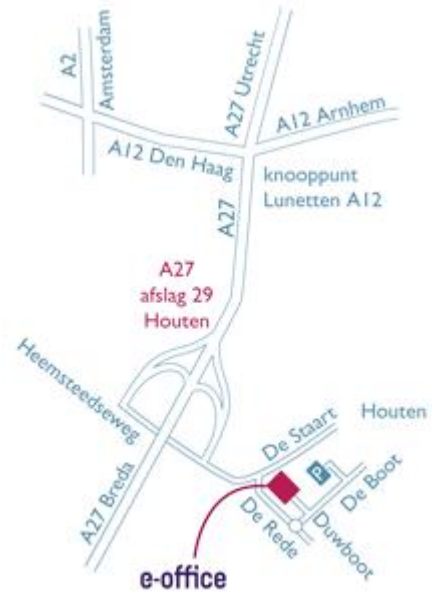 A2
Amsterdam
A27 Utrecht
A12 Arnhem
A12 Den Haag
knooppunt
Lunetten A12
A27
A27
afslag 29
Houten
Heemsteedseweg
De Staart
Houten
P
De Boot
A27 Breda
De Rede
Duwboot
e-office